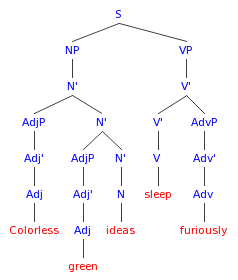 S
NP VP
N' V'
AdjP N' V' AdvP
Adj' AdjP N' V Adv'
Adj Adj' N sleep Adv
Colorless Adj ideas furiously
green